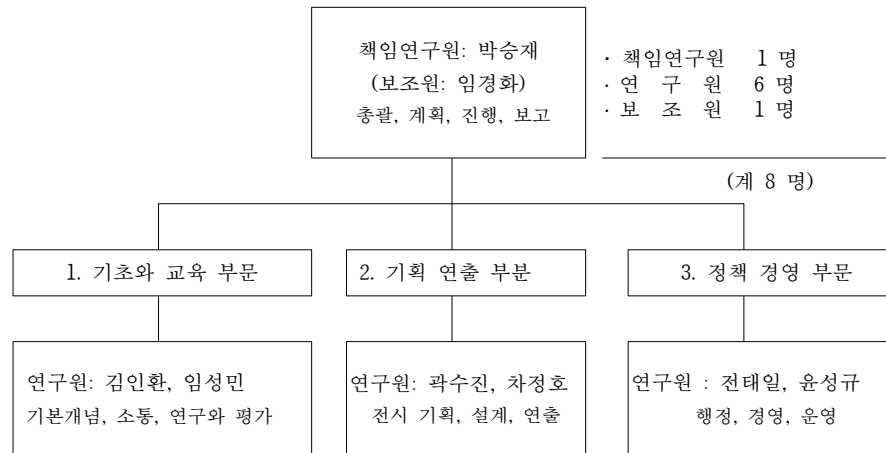 책임연구원: 박승재
(보조원: 임경화)
총괄, 계획, 진행, 보고
· 책임연구원 1 명
· 연 구 원 6 명
· 보 조 원 1 명
(계 8 명)
1. 기초와 교육 부문
2. 기획 연출 부분
3. 정책 경영 부문
연구원: 김인환, 임성민
기본개념, 소통, 연구와 평가
연구원: 곽수진, 차정호
전시 기획, 설계, 연출
연구원 : 전태일, 윤성규
행정, 경영, 운영